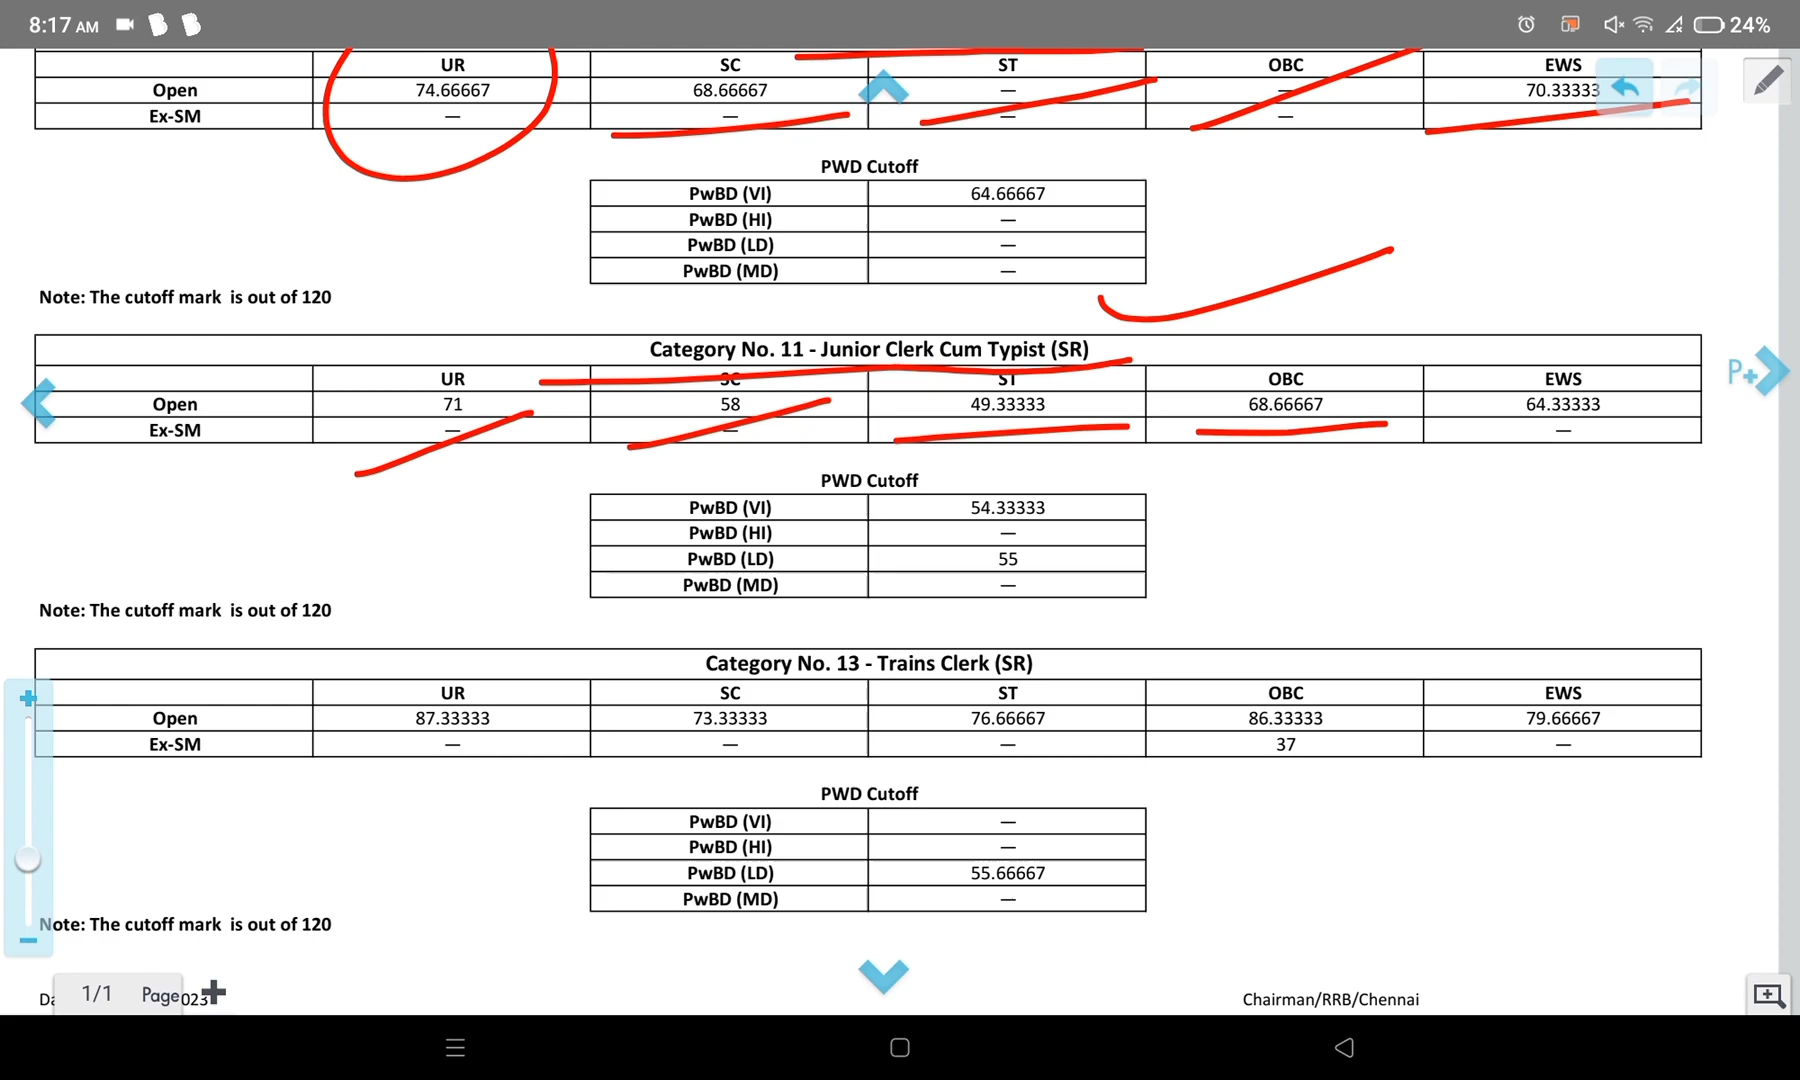 8:17 AM 24%
UR SC ST OBC EWS
Open 74.66667 68.66667 — — 70.33333
Ex-SM — — — —
PWD Cutoff
PwBD (VI) 64.66667
PwBD (HI) —
PwBD (LD) —
PwBD (MD) —
Note: The cutoff mark is out of 120
Category No. 11 - Junior Clerk Cum Typist (SR)
P+
UR SC ST OBC EWS
Open 71 58 49.33333 68.66667 64.33333
Ex-SM — — —
PWD Cutoff
PwBD (VI) 54.33333
PwBD (HI) —
PwBD (LD) 55
PwBD (MD) —
Note: The cutoff mark is out of 120
Category No. 13 - Trains Clerk (SR)
UR SC ST OBC EWS
Open 87.33333 73.33333 76.66667 86.33333 79.66667
Ex-SM — — — 37 —
PWD Cutoff
PwBD (VI) —
PwBD (HI) —
PwBD (LD) 55.66667
PwBD (MD) —
Note: The cutoff mark is out of 120
1/1 Page 023 Chairman/RRB/Chennai